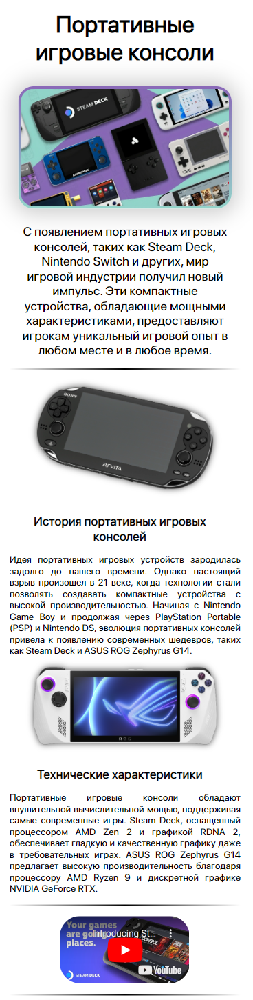 Портативные
игровые консоли
STEAM DECK
С появлением портативных игровых
консолей, таких как Steam Deck,
Nintendo Switch и других, мир
игровой индустрии получил новый
импульс. Эти компактные
устройства, обладающие мощными
характеристиками, предоставляют
игрокам уникальный игровой опыт в
любом месте и в любое время.
SONY
PSVITA
История портативных игровых
консолей
Идея портативных игровых устройств зародилась
задолго до нашего времени. Однако настоящий
взрыв произошел в 21 веке, когда технологии стали
позволять создавать компактные устройства с
высокой производительностью. Начиная с Nintendo
Game Boy и продолжая через PlayStation Portable
(PSP) и Nintendo DS, эволюция портативных консолей
привела к появлению современных шедевров, таких
как Steam Deck и ASUS ROG Zephyrus G14.
ROG
Технические характеристики
Портативные игровые консоли обладают
внушительной вычислительной мощью, поддерживая
самые современные игры. Steam Deck, оснащенный
процессором AMD Zen 2 и графикой RDNA 2,
обеспечивает гладкую и качественную графику даже
в требовательных играх. ASUS ROG Zephyrus G14
предлагает высокую производительность благодаря
процессору AMD Ryzen 9 и дискретной графике
NVIDIA GeForce RTX.
Your games
are going
places.
Introducing St...
CONTROL
YouTube
STEAM DECK